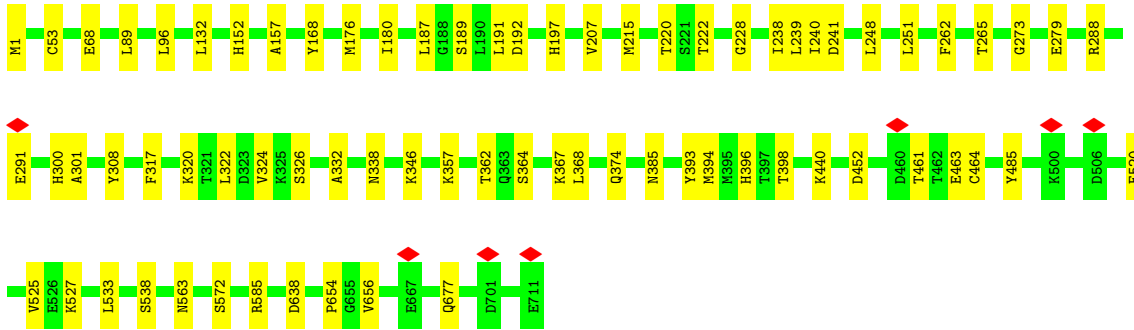 M1 C53 E68 L89 L96 L132 H152 A157 Y168 M176 I180 L187 G188 S189 L190 L191 D192 H197 V207 M215 T220 S221 T222 G228 I238 L239 I240 D241 L248 L251 F262 T265 G273 E279 R288
E291 H300 A301 Y308 F317 K320 T321 L322 D323 V324 K325 S326 A332 N338 K346 K357 T362 Q363 S364 K367 L368 Q374 N385 Y393 M394 M395 H396 T397 T398 K440 D452 D460 T461 T462 E463 C464 Y485 K500 D506
V525 E526 K527 L533 S538 N563 S572 R585 D638 P654 G655 V656 E667 Q677 D701 E711